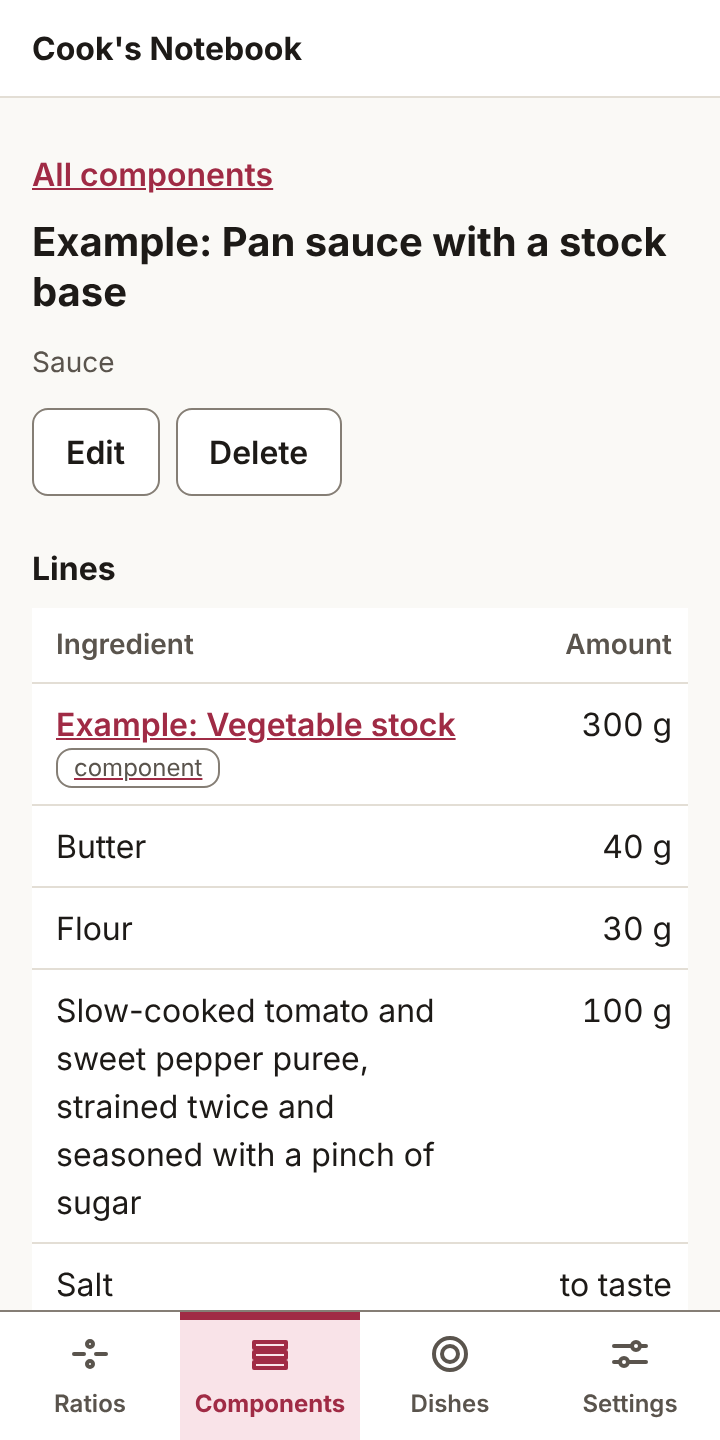 Cook's Notebook
All components
Example: Pan sauce with a stock
base
Sauce
Edit Delete
Lines
Ingredient Amount
Example: Vegetable stock 300 g
component
Butter 40 g
Flour 30 g
Slow-cooked tomato and 100 g
sweet pepper puree,
strained twice and
seasoned with a pinch of
sugar
Salt to taste
Ratios Components Dishes Settings